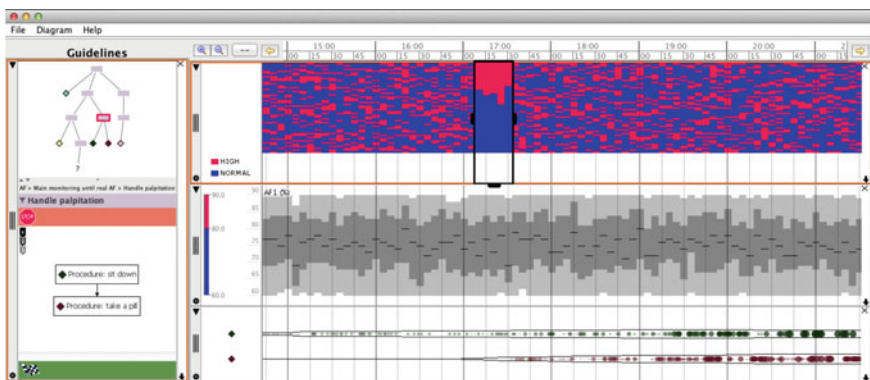 File Diagram Help
Guidelines
15:00 16:00 17:00 18:00 19:00 20:00 2
00 15 30 45 00 15 30 45 00 15 30 45 00 15 30 45 00 15 30 45 00 15 30 45
?
AF > Main monitoring until real AF > Handle palpitation
Handle palpitation
STOP
Procedure: sit down
Procedure: take a pill
HIGH
NORMAL
AF1 (%)
90.0
80.0
60.0
90
85
80
75
70
65
60